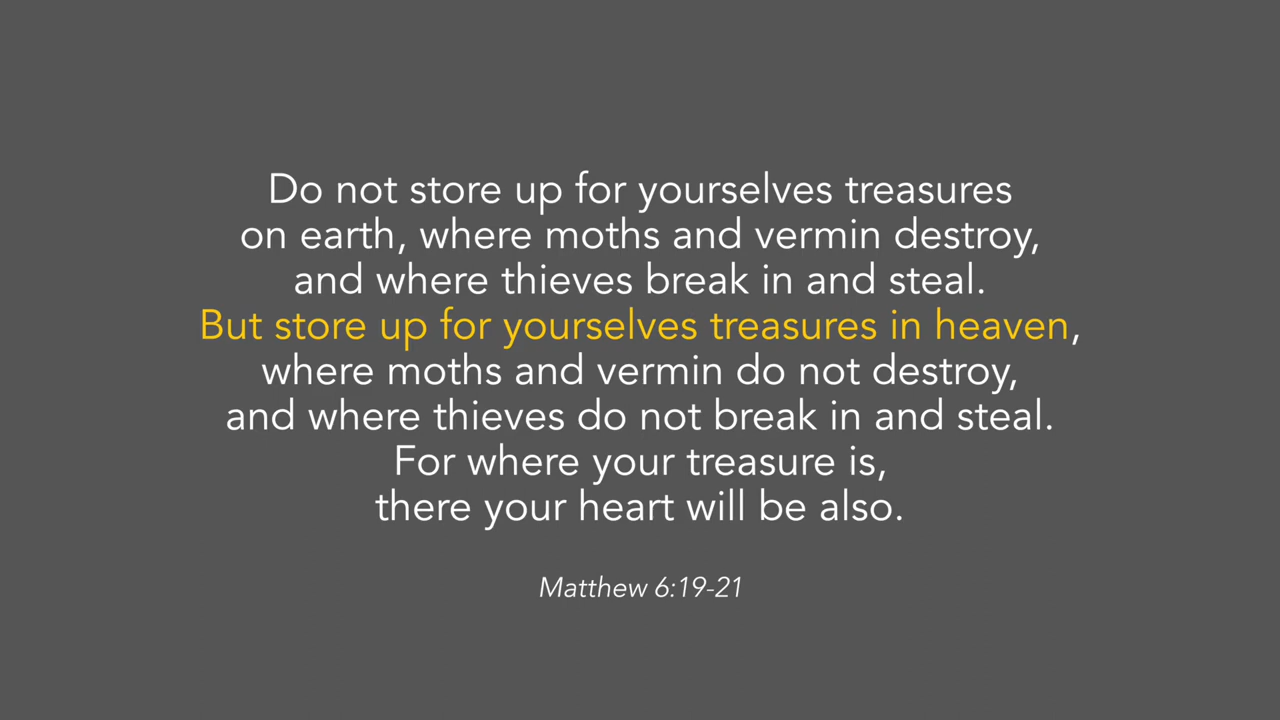 Do not store up for yourselves treasures
on earth, where moths and vermin destroy,
and where thieves break in and steal.
But store up for yourselves treasures in heaven,
where moths and vermin do not destroy,
and where thieves do not break in and steal.
For where your treasure is,
there your heart will be also.
Matthew 6:19-21